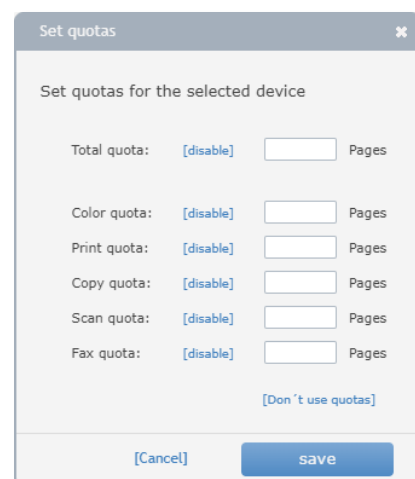 Set quotas
Set quotas for the selected device
Total quota: [disable] Pages
Color quota: [disable] Pages
Print quota: [disable] Pages
Copy quota: [disable] Pages
Scan quota: [disable] Pages
Fax quota: [disable] Pages
[Don´t use quotas]
[Cancel] save